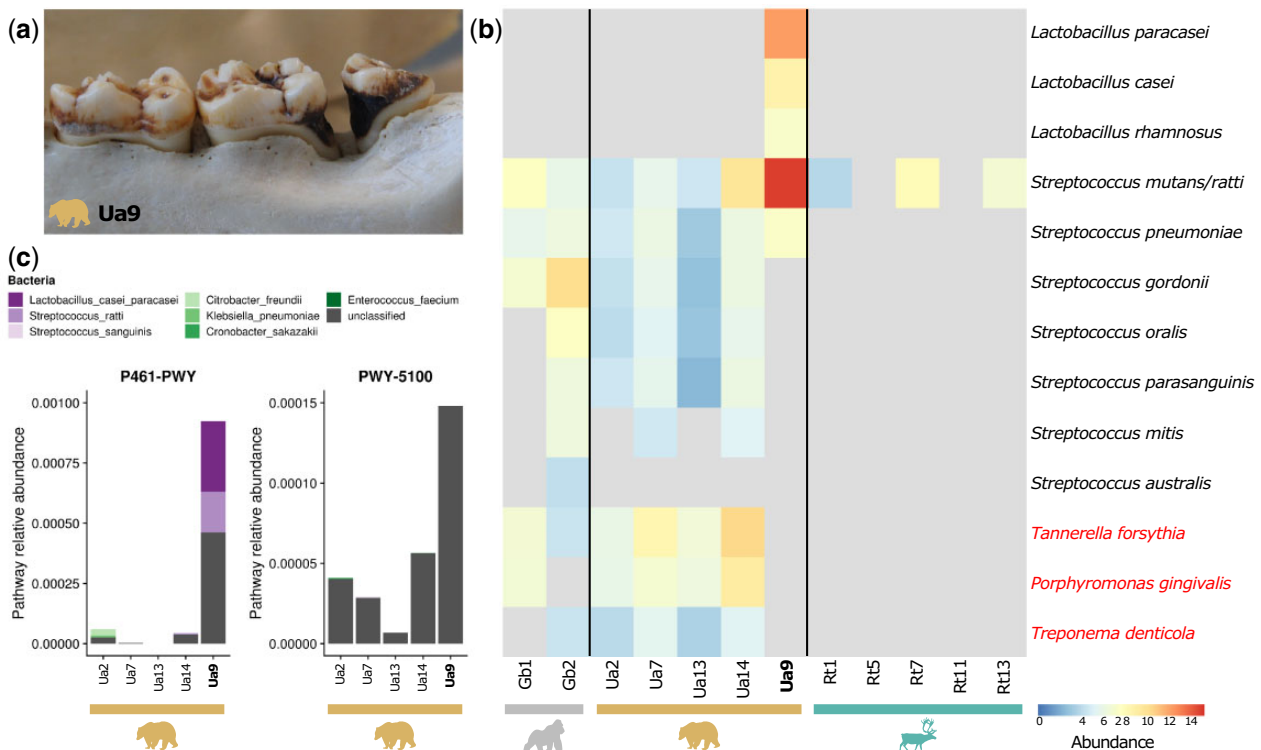 (a)
Ua9
(b)
Lactobacillus paracasei
Lactobacillus casei
Lactobacillus rhamnosus
Streptococcus mutans/ratti
Streptococcus pneumoniae
Streptococcus gordonii
Streptococcus oralis
Streptococcus parasanguinis
Streptococcus mitis
Streptococcus australis
Tannerella forsythia
Porphyromonas gingivalis
Treponema denticola
Gb1 Gb2 Ua2 Ua7 Ua13 Ua14 Ua9 Rt1 Rt5 Rt7 Rt11 Rt13
0 4 6 28 10 12 14
Abundance
(c)
Bacteria
Lactobacillus_casei_paracasei Citrobacter_freundii Enterococcus_faecium
Streptococcus_ratti Klebsiella_pneumoniae unclassified
Streptococcus_sanguinis Cronobacter_sakazakii
P461-PWY
Pathway relative abundance
0.00100
0.00075
0.00050
0.00025
0.00000
Ua2 Ua7 Ua13 Ua14 Ua9
PWY-5100
Pathway relative abundance
0.00015
0.00010
0.00005
0.00000
Ua2 Ua7 Ua13 Ua14 Ua9